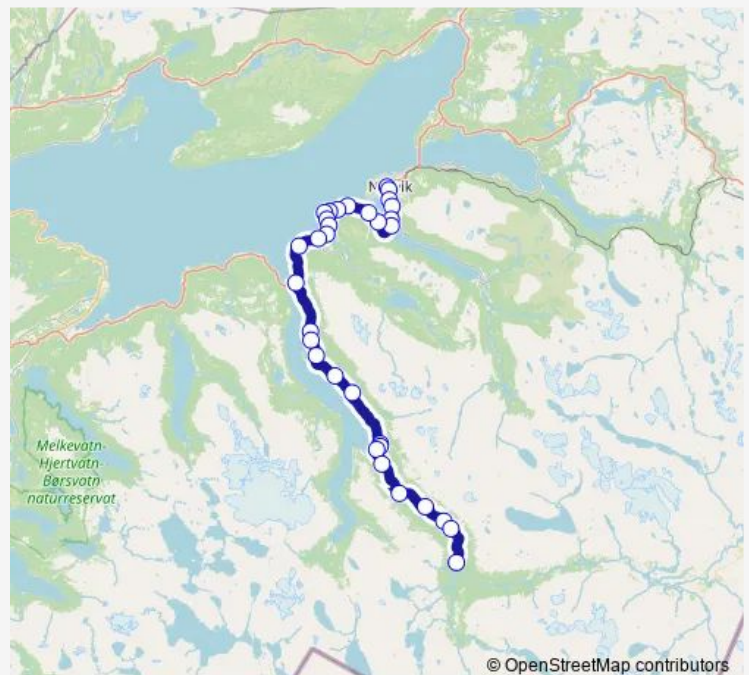 Melkevatn-
Hjertvatn-
Børsvatn
naturreservat
© OpenStreetMap contributors